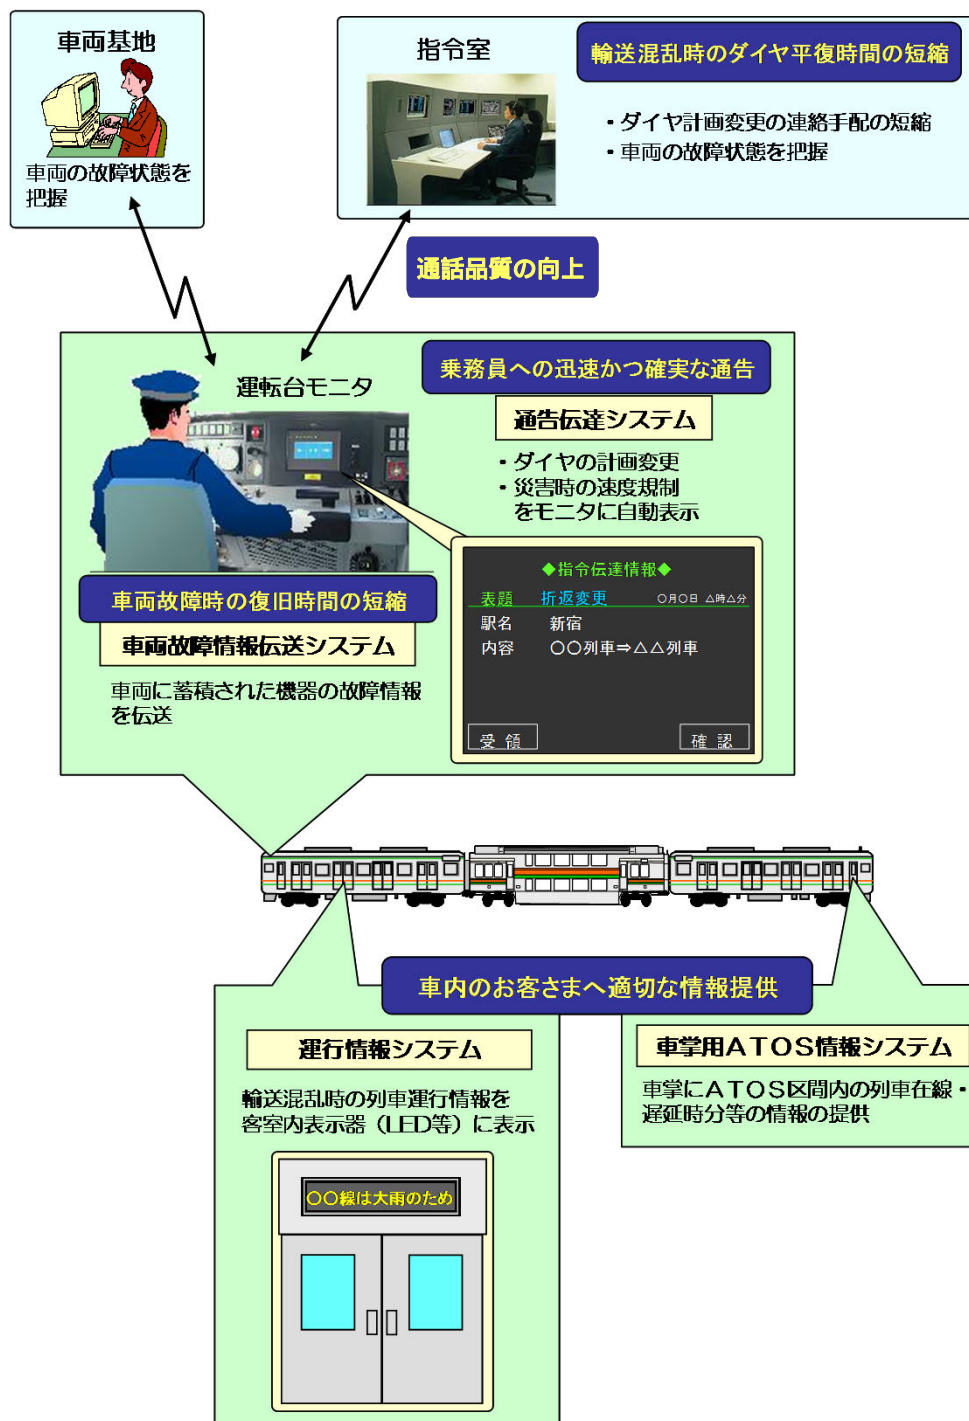 車両基地
車両の故障状態を
把握
指令室
輸送混乱時のダイヤ平復時間の短縮
・ダイヤ計画変更の連絡手配の短縮
・車両の故障状態を把握
通話品質の向上
運転台モニタ
乗務員への迅速かつ確実な通告
通告伝達システム
・ダイヤの計画変更
・災害時の速度規制
をモニタに自動表示
◆指令伝達情報◆
表題 折返変更 ○月○日 △時△分
駅名 新宿
内容 ○○列車⇒△△列車
受領 確認
車両故障時の復旧時間の短縮
車両故障情報伝送システム
車両に蓄積された機器の故障情報
を伝送
車内のお客さまへ適切な情報提供
運行情報システム
輸送混乱時の列車運行情報を
客室内表示器（LED等）に表示
○○線は大雨のため
車掌用ATOS情報システム
車掌にATOS区間内の列車在線・
遅延時分等の情報の提供